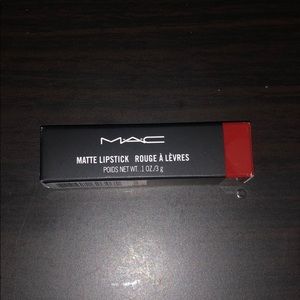 MAC
MATTE LIPSTICK ROUGE À LÈVRES
POIDS NET WT. .1 OZ/3 g